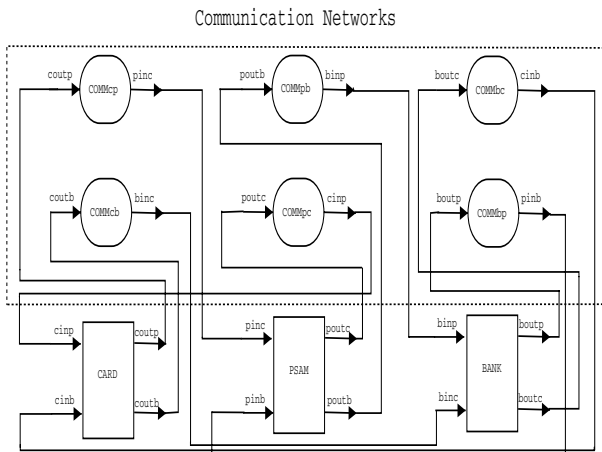 Communication Networks
coutp COMMcp pinc
poutb COMMpb binp
boutc COMMbc cinb
coutb COMMcb binc
poutc COMMpc cinp
boutp COMMbp pinb
cinp CARD coutp
cinb coutb
pinc PSAM poutc
pinb poutb
binp BANK boutp
binc boutc